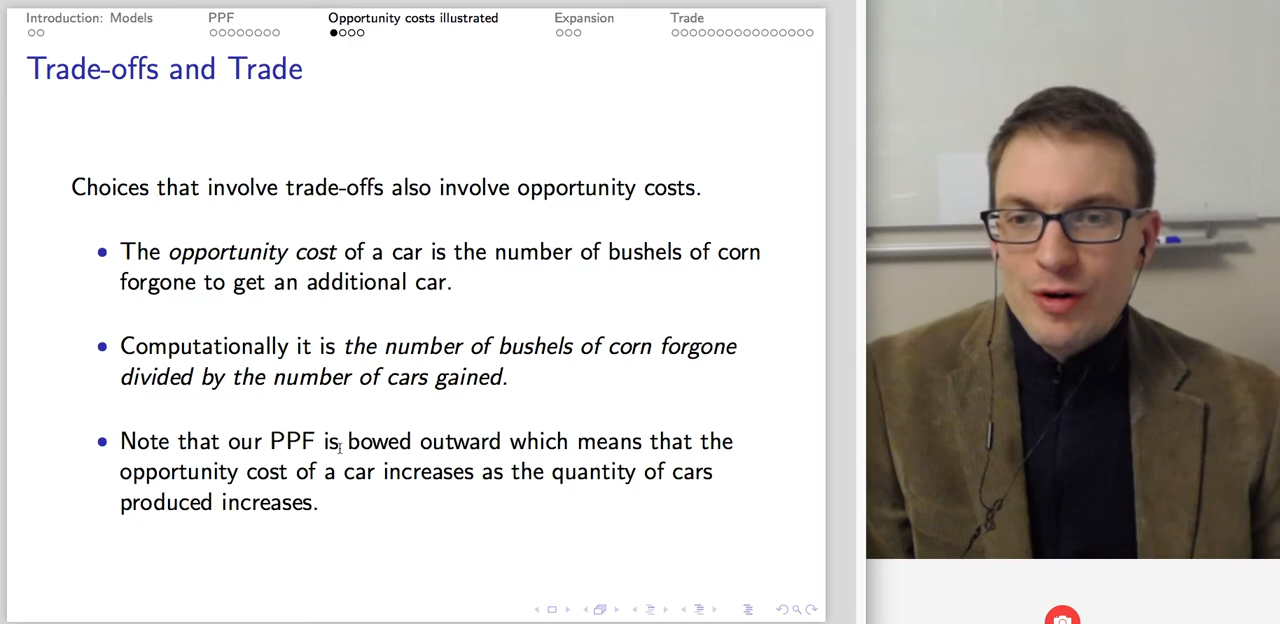 Introduction: Models PPF Opportunity costs illustrated Expansion Trade
Trade-offs and Trade
Choices that involve trade-offs also involve opportunity costs.
• The opportunity cost of a car is the number of bushels of corn
forgone to get an additional car.
• Computationally it is the number of bushels of corn forgone
divided by the number of cars gained.
• Note that our PPF is bowed outward which means that the
opportunity cost of a car increases as the quantity of cars
produced increases.